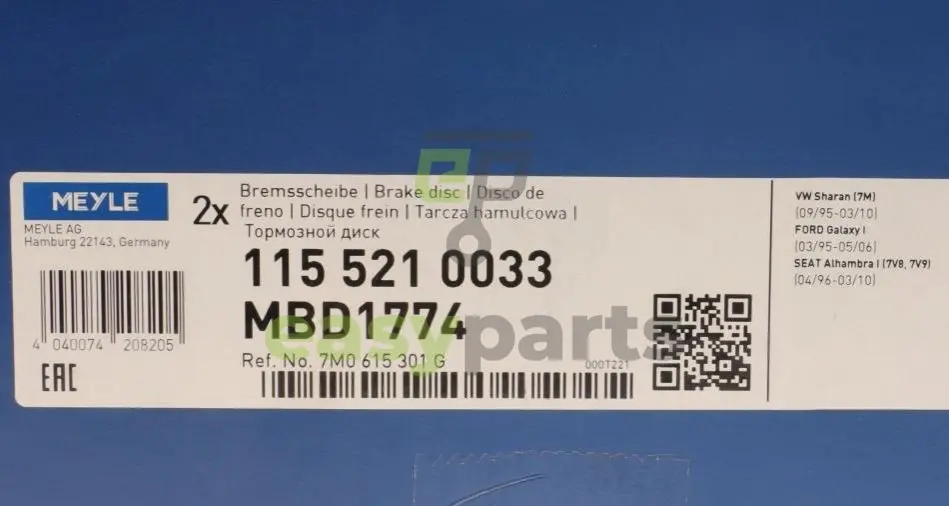 MEYLE
MEYLE AG
Hamburg 22143, Germany
4 040074 208205
EAC
2x
Bremsscheibe | Brake disc | Disco de
freno | Disque frein | Tarcza hamulcowa |
Тормозной диск
115 521 0033
MBD1774
Ref. No. 7M0 615 301 G
000T221
easyparts
VW Sharan (7M)
(09/95-03/10)
FORD Galaxy I
(03/95-05/06)
SEAT Alhambra I (7V8, 7V9)
(04/96-03/10)